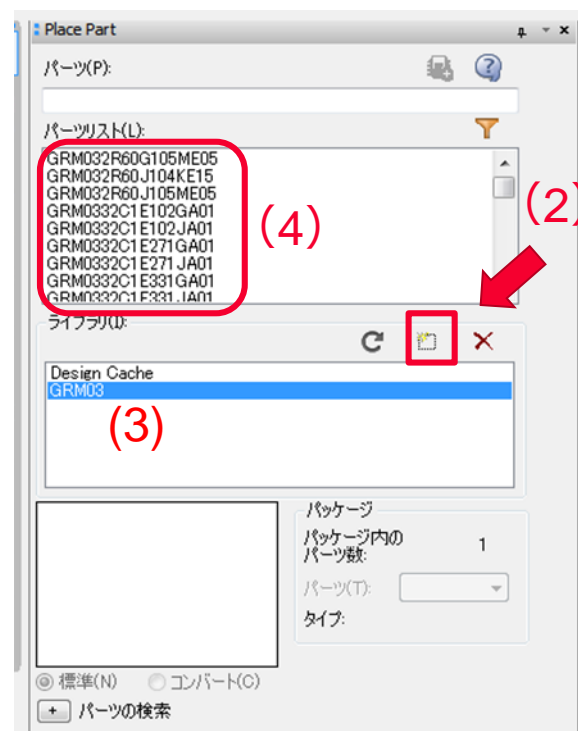 Place Part
パーツ(P):
パーツリスト(L):
GRM032R60G105ME05
GRM032R60J104KE15
GRM032R60J105ME05
GRM0332C1E102GA01
GRM0332C1E102JA01
GRM0332C1E271GA01
GRM0332C1E271JA01
GRM0332C1E331GA01
GRM0332C1E331JA01
(4)
(2)
ライブラリ(I):
Design Cache
GRM03
(3)
パッケージ
パッケージ内の
パーツ数: 1
パーツ(T):
タイプ:
標準(N) コンバート(C)
+ パーツの検索